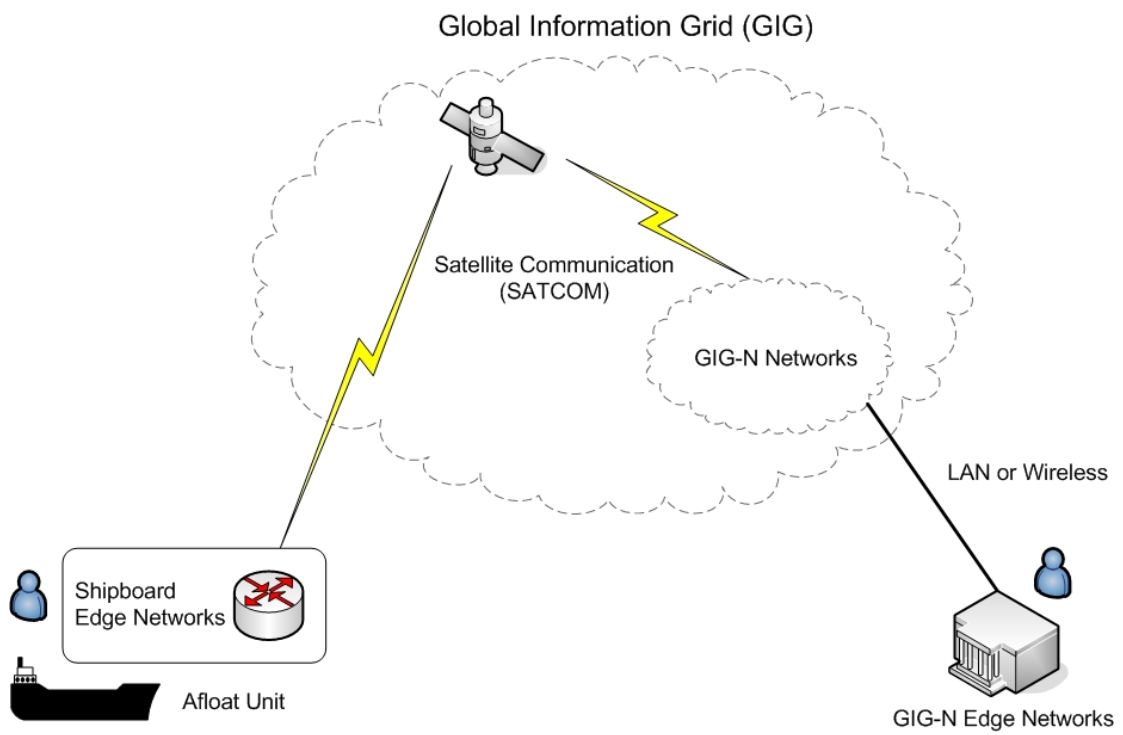 Global Information Grid (GIG)
Satellite Communication
(SATCOM)
GIG-N Networks
LAN or Wireless
Shipboard
Edge Networks
Afloat Unit
GIG-N Edge Networks